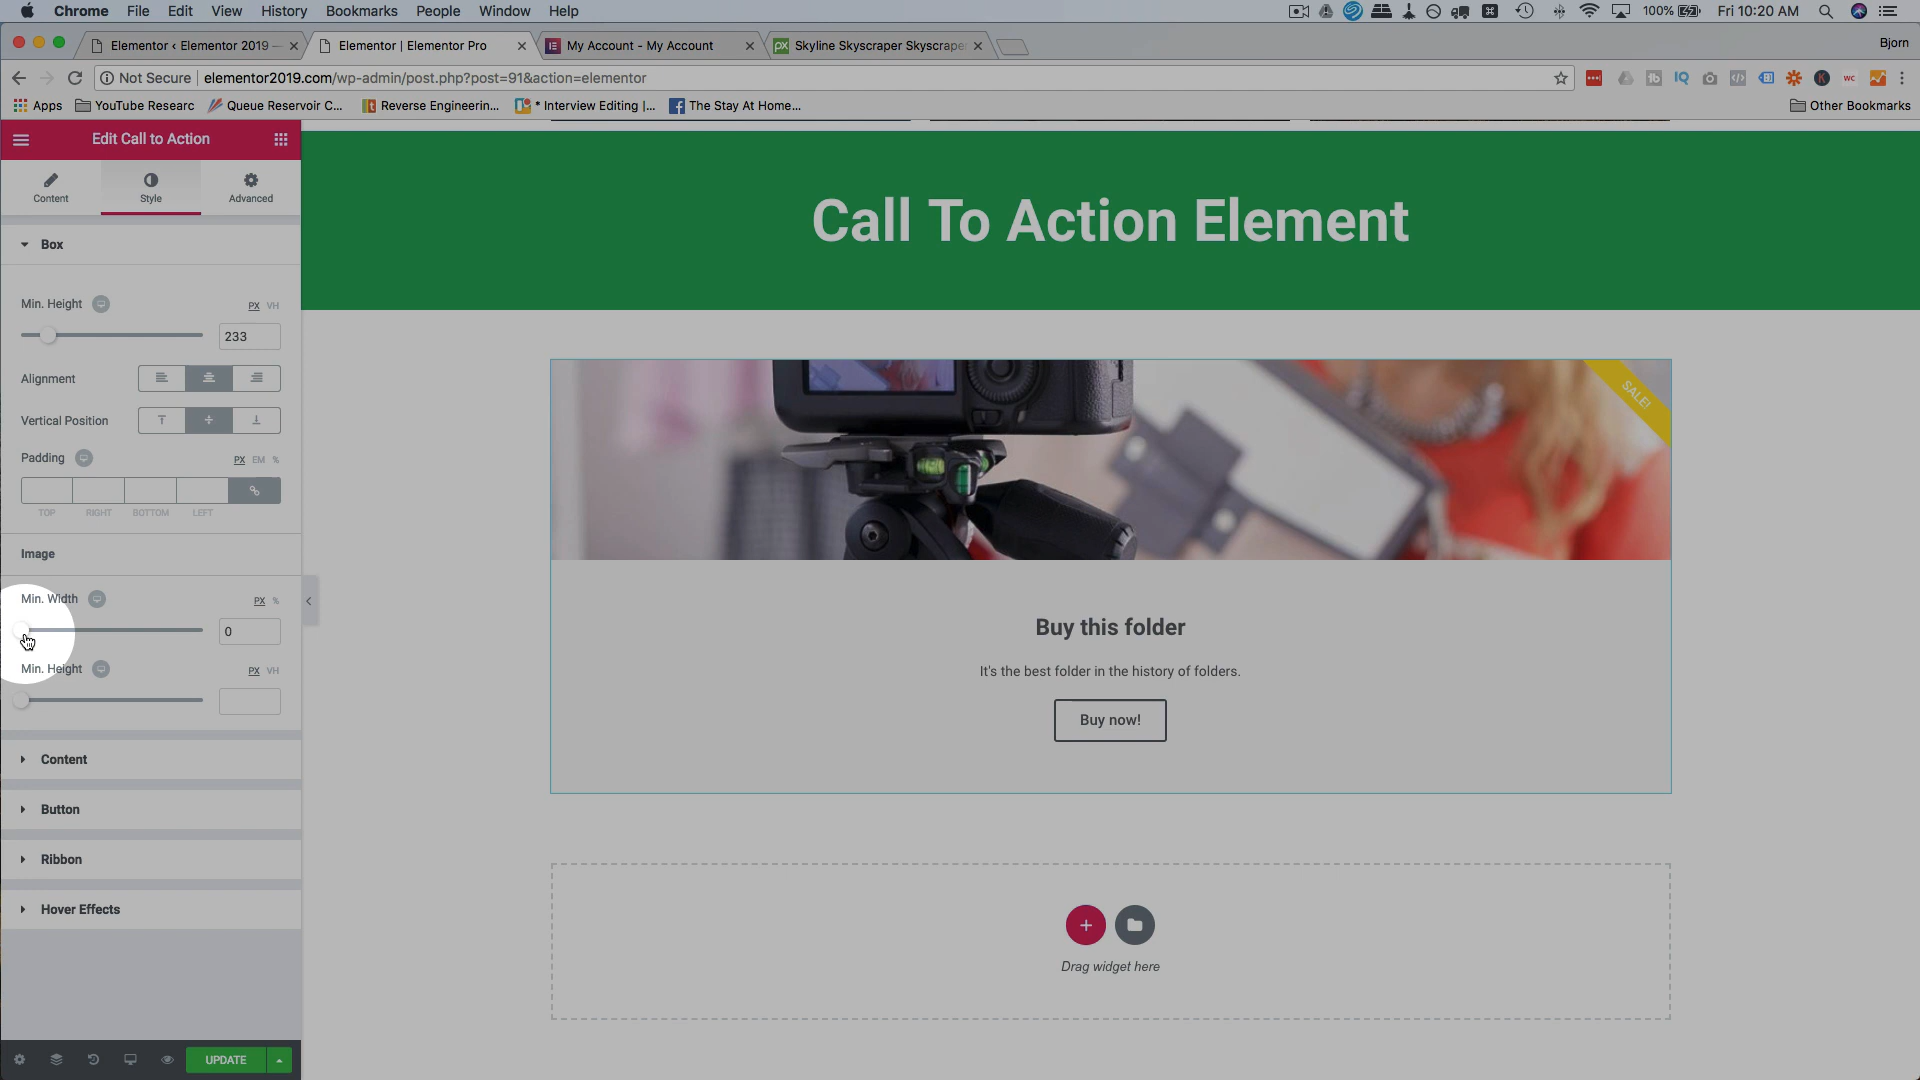 Chrome File Edit View History Bookmarks People Window Help 100% Fri 10:20 AM
Elementor ‹ Elementor 2019 — Elementor | Elementor Pro My Account - My Account Skyline Skyscraper Skyscrape Bjorn
Not Secure | elementor2019.com/wp-admin/post.php?post=91&action=elementor
Apps YouTube Researc Queue Reservoir C... Reverse Engineerin... * Interview Editing |... The Stay At Home... Other Bookmarks
Edit Call to Action
Content Style Advanced
Box
Min. Height PX VH
233
Alignment
Vertical Position
Padding PX EM %
TOP RIGHT BOTTOM LEFT
Image
Min. Width PX %
0
Min. Height PX VH
Content
Button
Ribbon
Hover Effects
UPDATE
Call To Action Element
SALE!
Buy this folder
It's the best folder in the history of folders.
Buy now!
Drag widget here